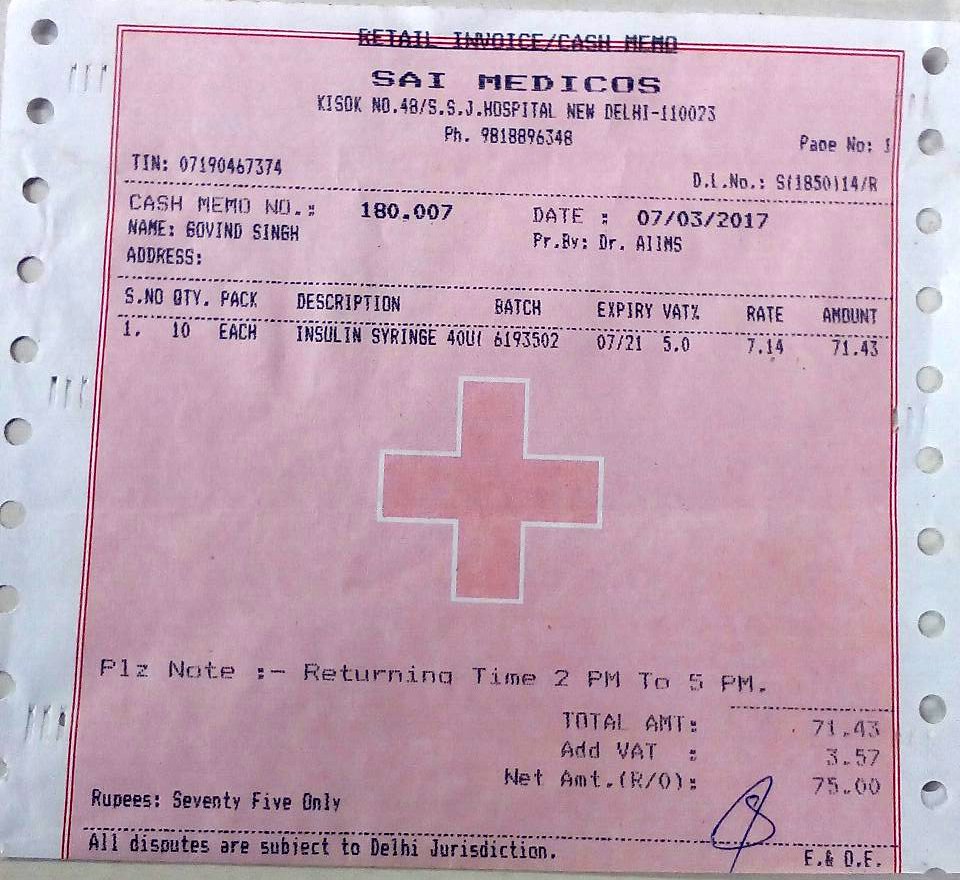 RETAIL INVOICE/CASH MEMO
SAI MEDICOS
KISOK NO.48/S.S.J.HOSPITAL NEW DELHI-110023
Ph. 9818896348
Page No: 1
TIN: 07190467374
D.L.No.: S(1850)14/R
CASH MEMO NO.: 180.007 DATE : 07/03/2017
NAME: GOVIND SINGH Pr.By: Dr. AIIMS
ADDRESS:
S.NO QTY. PACK DESCRIPTION BATCH EXPIRY VAT% RATE AMOUNT
1. 10 EACH INSULIN SYRINGE 40U( 6193502 07/21 5.0 7.14 71.43
Plz Note :- Returning Time 2 PM To 5 PM.
TOTAL AMT: 71.43
Add VAT : 3.57
Net Amt.(R/O): 75.00
Rupees: Seventy Five Only
All disputes are subject to Delhi Jurisdiction.
E.& O.E.